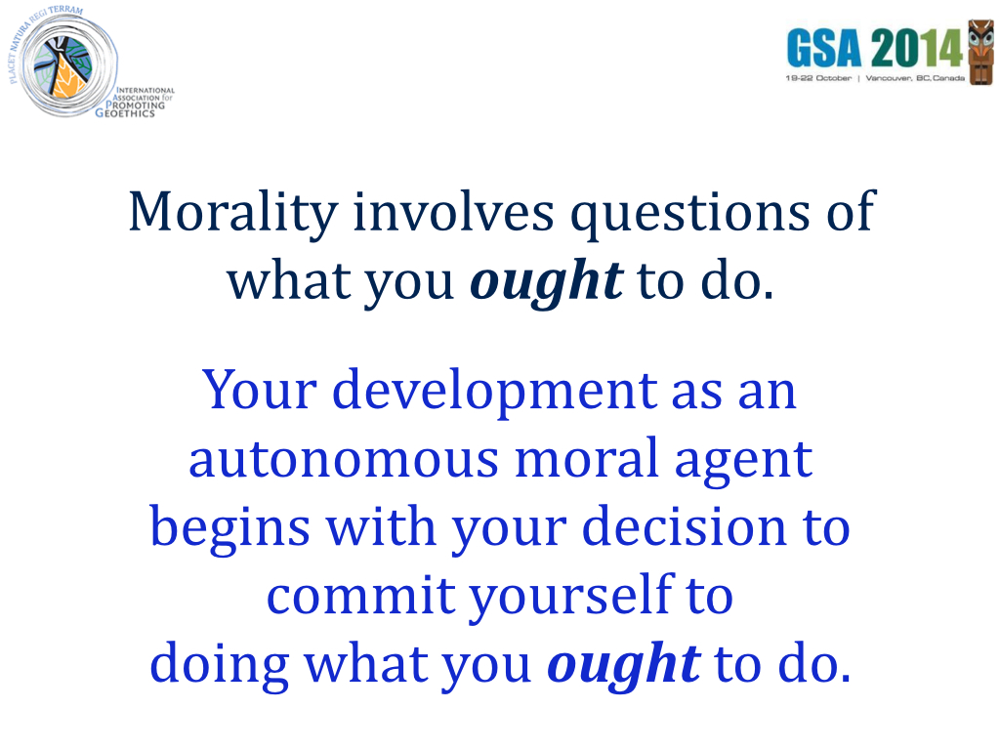 PLACET NATURA REGI TERRAM
INTERNATIONAL
ASSOCIATION for
PROMOTING
GEOETHICS
GSA 2014
19-22 October | Vancouver, BC, Canada
Morality involves questions of
what you ought to do.
Your development as an
autonomous moral agent
begins with your decision to
commit yourself to
doing what you ought to do.